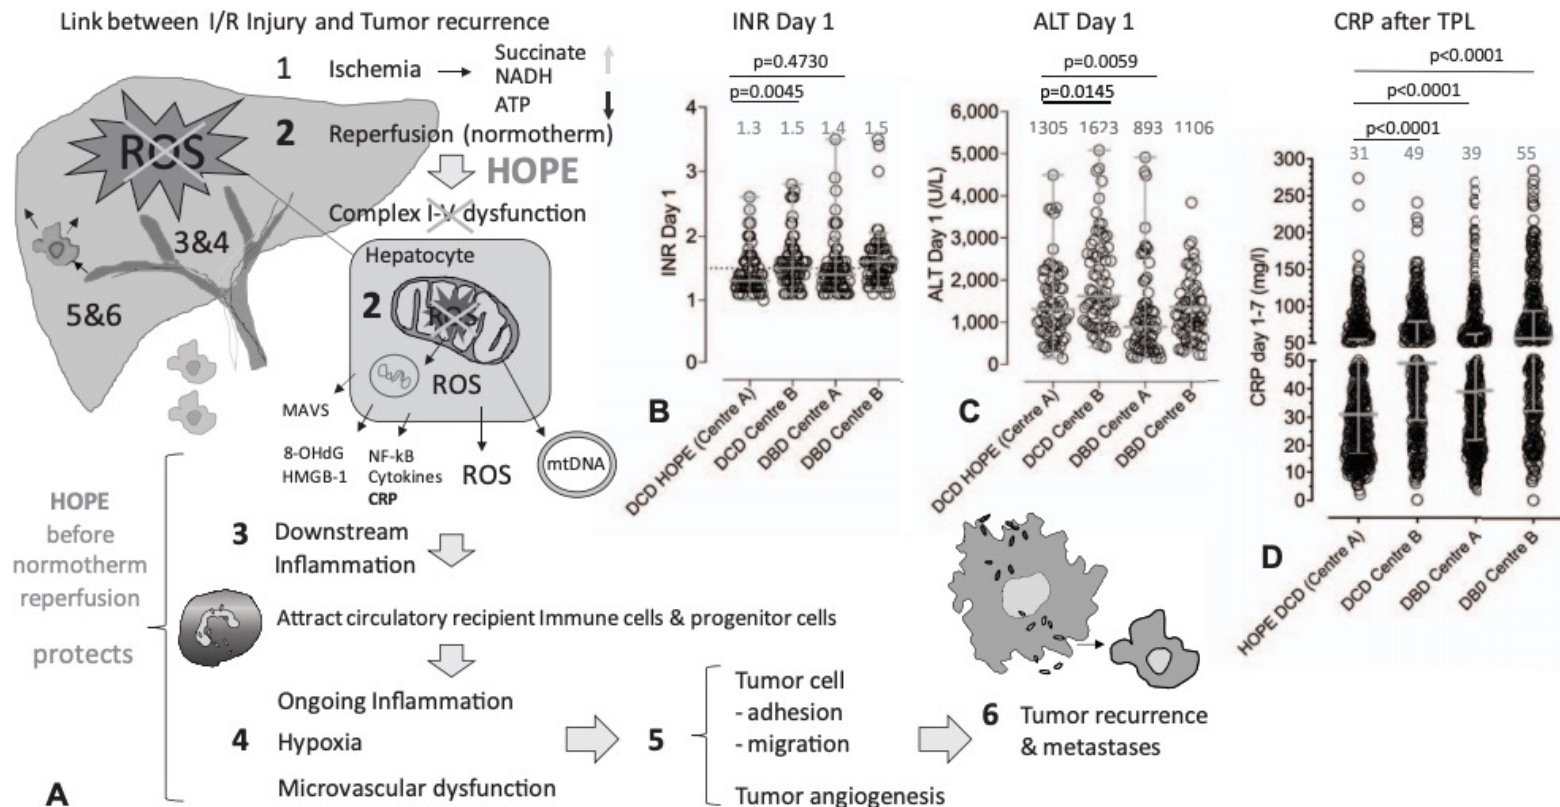 Link between I/R Injury and Tumor recurrence
1 Ischemia
Succinate
NADH
ATP
2 Reperfusion (normotherm)
HOPE
Complex I-V dysfunction
ROS
3&4
5&6
Hepatocyte
2
ROS
ROS
MAVS
8-OHdG
HMGB-1
NF-kB
Cytokines
CRP
ROS
mtDNA
HOPE
before
normotherm
reperfusion
protects
3 Downstream
Inflammation
Attract circulatory recipient Immune cells & progenitor cells
Ongoing Inflammation
4 Hypoxia
Microvascular dysfunction
5
Tumor cell
- adhesion
- migration
Tumor angiogenesis
6 Tumor recurrence
& metastases
A
INR Day 1
p=0.4730
p=0.0045
1.3 1.5 1.4 1.5
INR Day 1
4
3
2
1
0
DCD HOPE (Centre A)
DCD Centre B
DBD Centre A
DBD Centre B
B
ALT Day 1
p=0.0059
p=0.0145
1305 1673 893 1106
ALT Day 1 (U/L)
6,000
5,000
4,000
3,000
2,000
1,000
0
DCD HOPE (Centre A)
DCD Centre B
DBD Centre A
DBD Centre B
C
CRP after TPL
p<0.0001
p<0.0001
p<0.0001
31 49 39 55
CRP day 1-7 (mg/l)
300
250
200
150
100
50
50
40
30
20
10
0
HOPE DCD (Centre A)
DCD Centre B
DBD Centre A
DBD Centre B
D